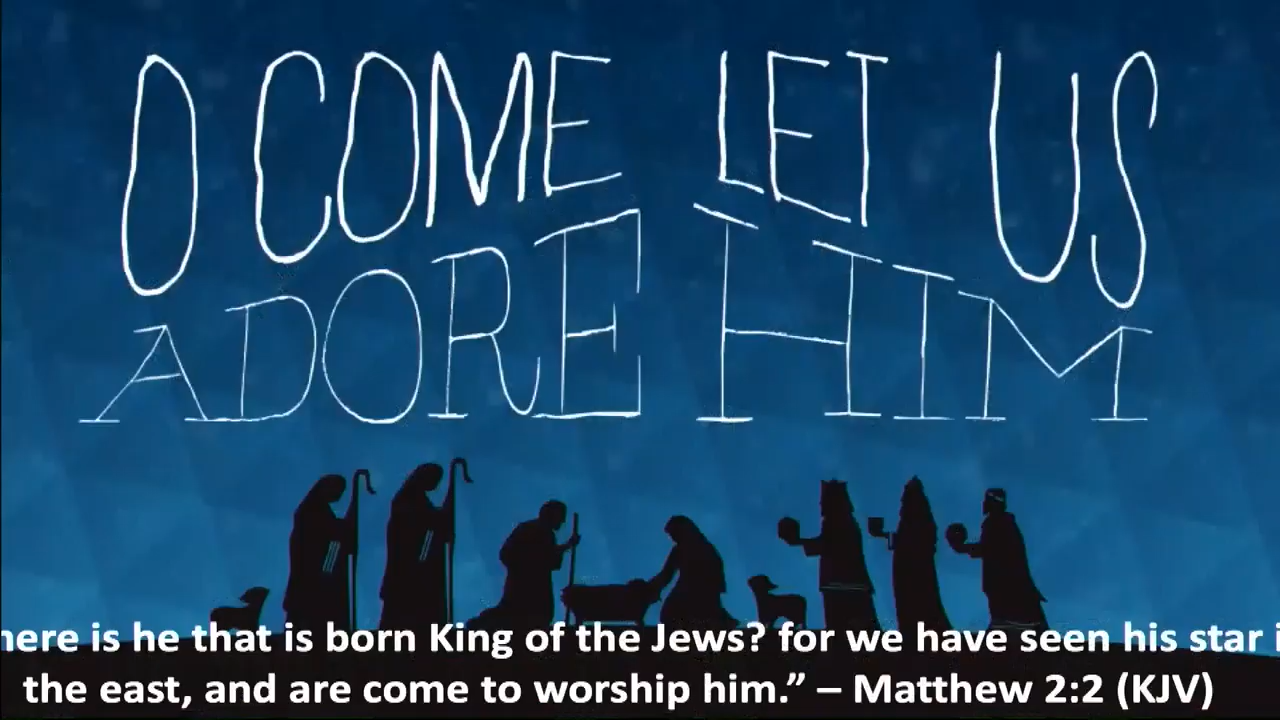 O COME LET US
ADORE HIM
here is he that is born King of the Jews? for we have seen his star i
the east, and are come to worship him.” – Matthew 2:2 (KJV)